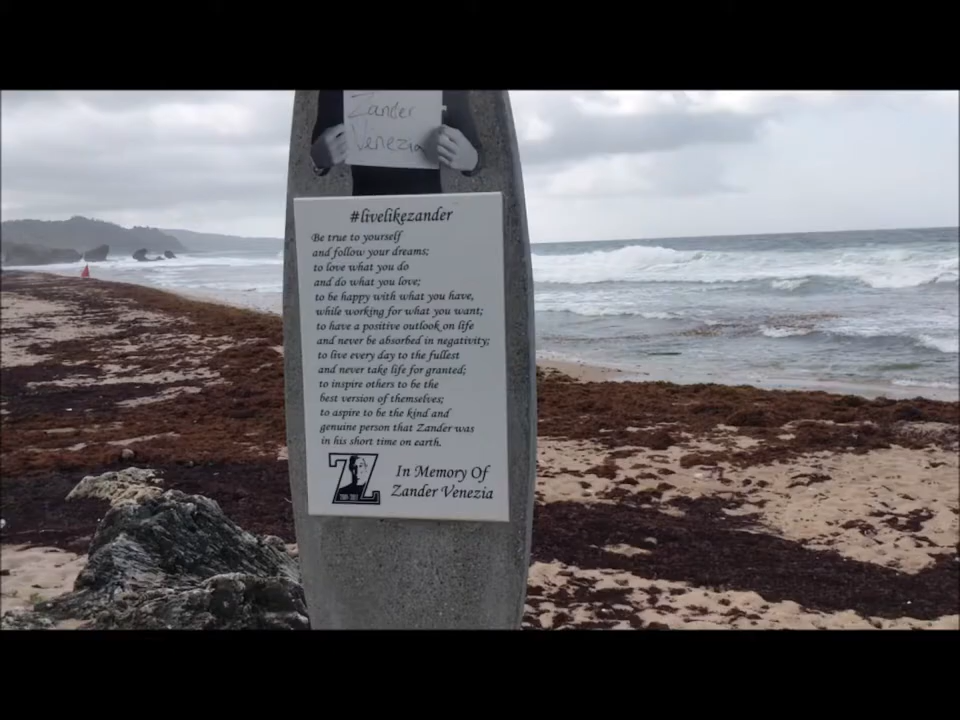 Zander
Venezia
#livelikezander
Be true to yourself
and follow your dreams;
to love what you do
and do what you love;
to be happy with what you have,
while working for what you want;
to have a positive outlook on life
and never be absorbed in negativity;
to live every day to the fullest
and never take life for granted;
to inspire others to be the
best version of themselves;
to aspire to be the kind and
genuine person that Zander was
in his short time on earth.
Z
In Memory Of
Zander Venezia